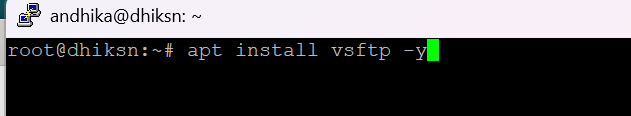 andhika@dhiksn: ~
root@dhiksn:~# apt install vsftp -y